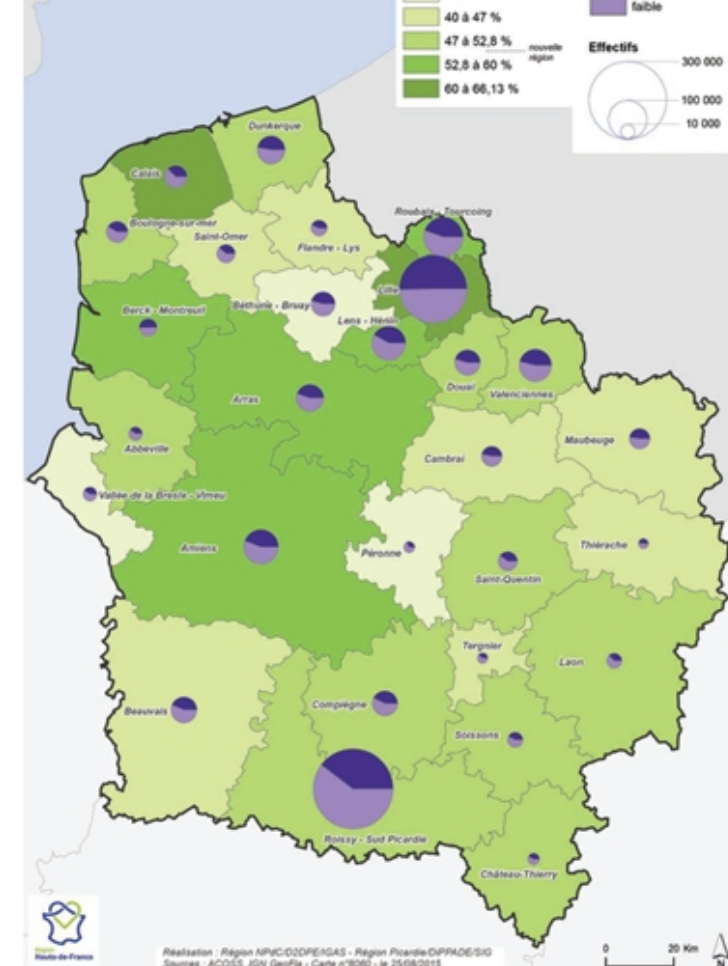 40 à 47 %
47 à 52,8 %
nouvelle
région
52,8 à 60 %
60 à 66,13 %
faible
Effectifs
300 000
100 000
10 000
Dunkerque
Calais
Boulogne-sur-mer
Saint-Omer
Flandre - Lys
Roubaix - Tourcoing
Lille
Béthune - Bruay
Berck - Montreuil
Lens - Hénin
Douai
Valenciennes
Arras
Abbeville
Cambrai
Maubeuge
Vallée de la Bresle - Vimeu
Amiens
Péronne
Thiérache
Saint-Quentin
Tergnier
Laon
Beauvais
Compiègne
Soissons
Roissy - Sud Picardie
Château-Thierry
Région
Hauts-de-France
Réalisation : Région NPdC/D2DPE/IGAS - Région Picardie/DiPPADE/SIG
Sources : ACOSS, IGN GeoFla - Carte n°8060 - le 25/08/2015
0 20 Km
N